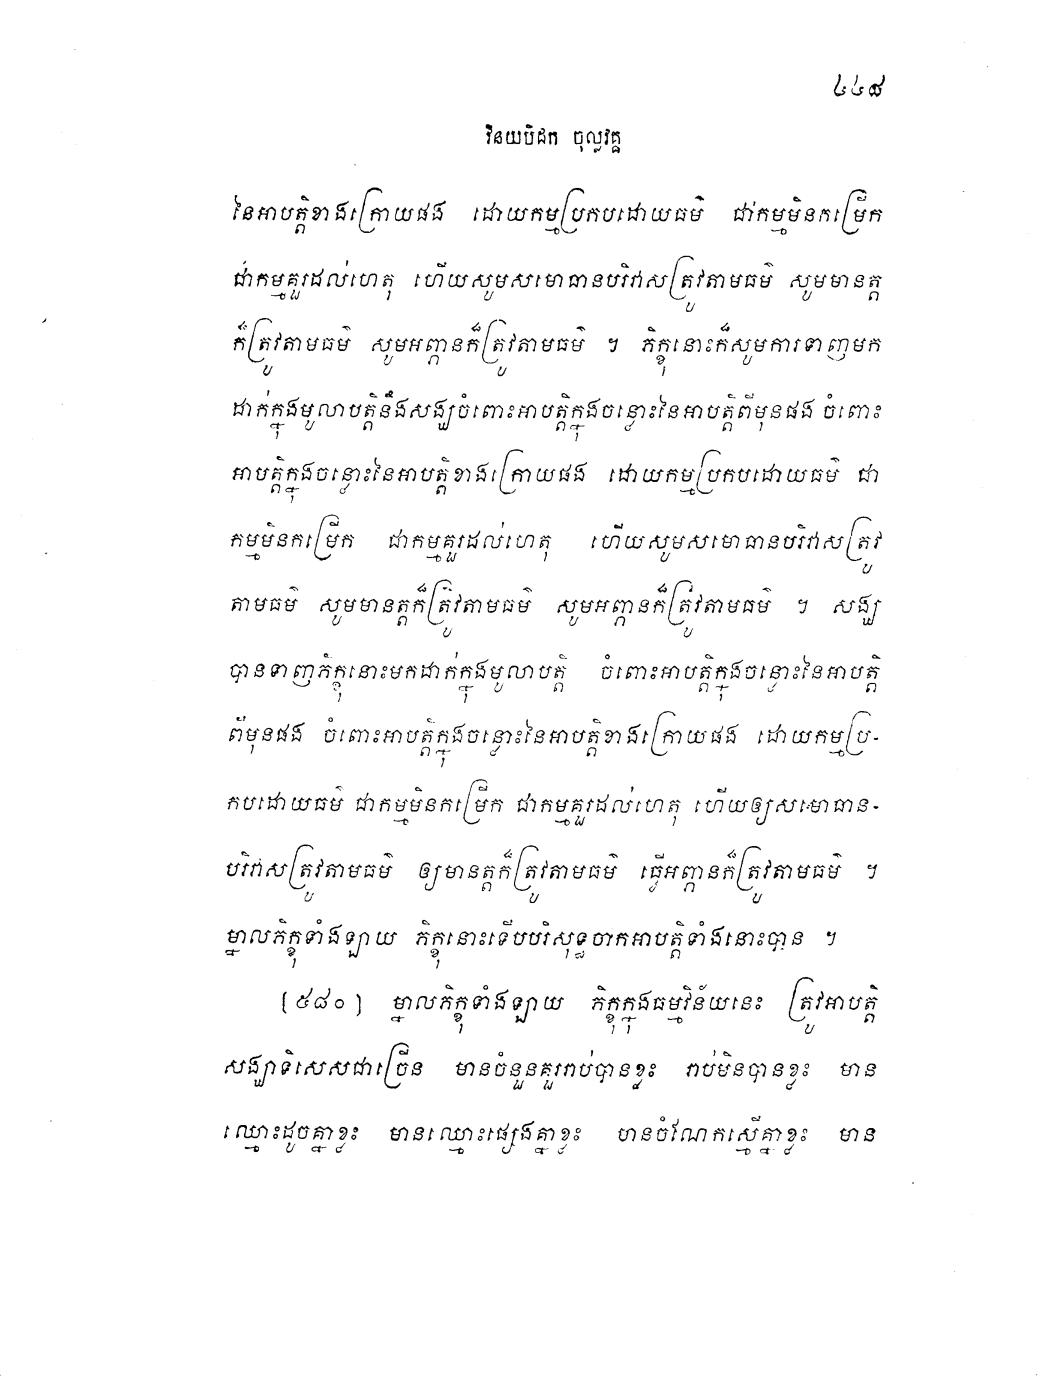 ៤៤៨
វិនយបិដក ចុល្លវគ្គ
នៃអាបត្តិខាងក្រោយផង ដោយកម្មប្រកបដោយធម៌ ជាកម្មមិនកម្រើក
ជាកម្មគួរដល់ហេតុ ហើយសូមសមោធានបរិវាសត្រូវតាមធម៌ សូមមានត្ត
ក៏ត្រូវតាមធម៌ សូមអញ្ភានក៏ត្រូវតាមធម៌ ។ ភិក្ខុនោះក៏សូមការទាញមក
ដាក់ក្នុងមូលាបត្តិនឹងសង្ឃចំពោះអាបត្តិក្នុងចន្លោះនៃអាបត្តិពីមុនផង ចំពោះ
អាបត្តិក្នុងចន្លោះនៃអាបត្តិខាងក្រោយផង ដោយកម្មប្រកបដោយធម៌ ជា
កម្មមិនកម្រើក ជាកម្មគួរដល់ហេតុ ហើយសូមសមោធានបរិវាសត្រូវ
តាមធម៌ សូមមានត្តក៏ត្រូវតាមធម៌ សូមអញ្ភានក៏ត្រូវតាមធម៌ ។ សង្ឃ
បានទាញភិក្ខុនោះមកដាក់ក្នុងមូលាបត្តិ ចំពោះអាបត្តិក្នុងចន្លោះនៃអាបត្តិ
ពីមុនផង ចំពោះអាបត្តិក្នុងចន្លោះនៃអាបត្តិខាងក្រោយផង ដោយកម្មប្រ-
កបដោយធម៌ ជាកម្មមិនកម្រើក ជាកម្មគួរដល់ហេតុ ហើយឲ្យសមោធាន-
បរិវាសត្រូវតាមធម៌ ឲ្យមានត្តក៏ត្រូវតាមធម៌ ធ្វើអញ្ភានក៏ត្រូវតាមធម៌ ។
ម្នាលភិក្ខុទាំងឡាយ ភិក្ខុនោះទើបបរិសុទ្ធចាកអាបត្តិទាំងនោះបាន ។
[៥៨០] ម្នាលភិក្ខុទាំងឡាយ ភិក្ខុក្នុងធម្មវិន័យនេះ ត្រូវអាបត្តិ
សង្ឃាទិសេសជាច្រើន មានចំនួនគួររាប់បានខ្លះ រាប់មិនបានខ្លះ មាន
ឈ្មោះដូចគ្នាខ្លះ មានឈ្មោះផ្សេងគ្នាខ្លះ មានចំណែកស្មើគ្នាខ្លះ មាន